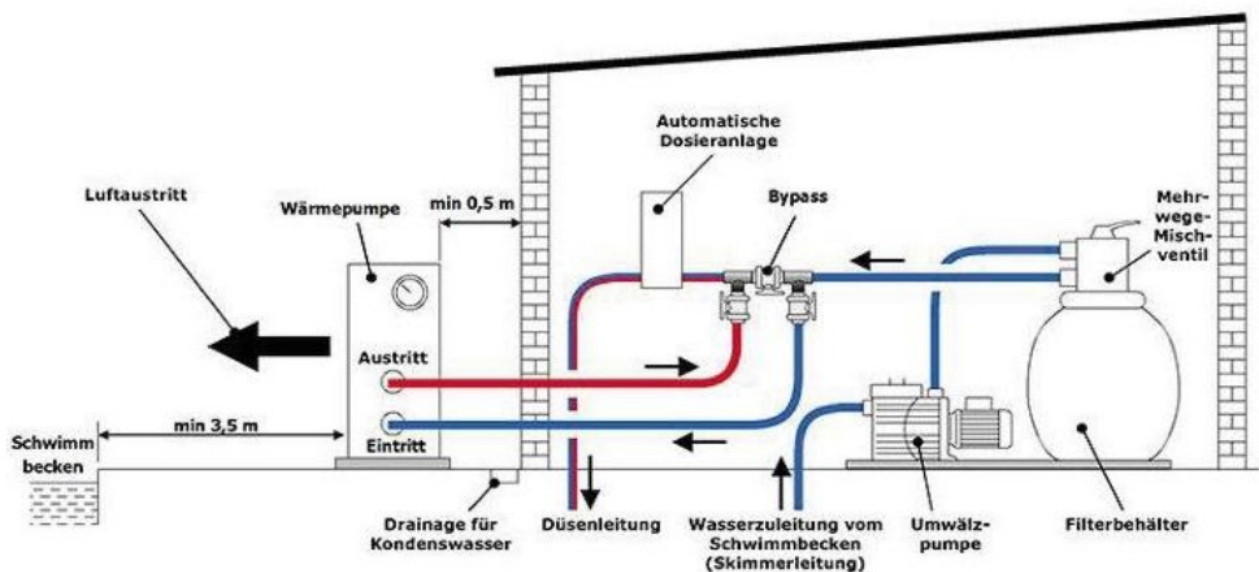 Automatische
Dosieranlage
Luftaustritt
Wärmepumpe
min 0,5 m
Bypass
Mehr-
wege-
Misch-
ventil
Austritt
Eintritt
min 3,5 m
Schwimm
becken
Drainage für
Kondenswasser
Düsenleitung
Wasserzuleitung vom
Schwimmbecken
(Skimmerleitung)
Umwälz-
pumpe
Filterbehälter